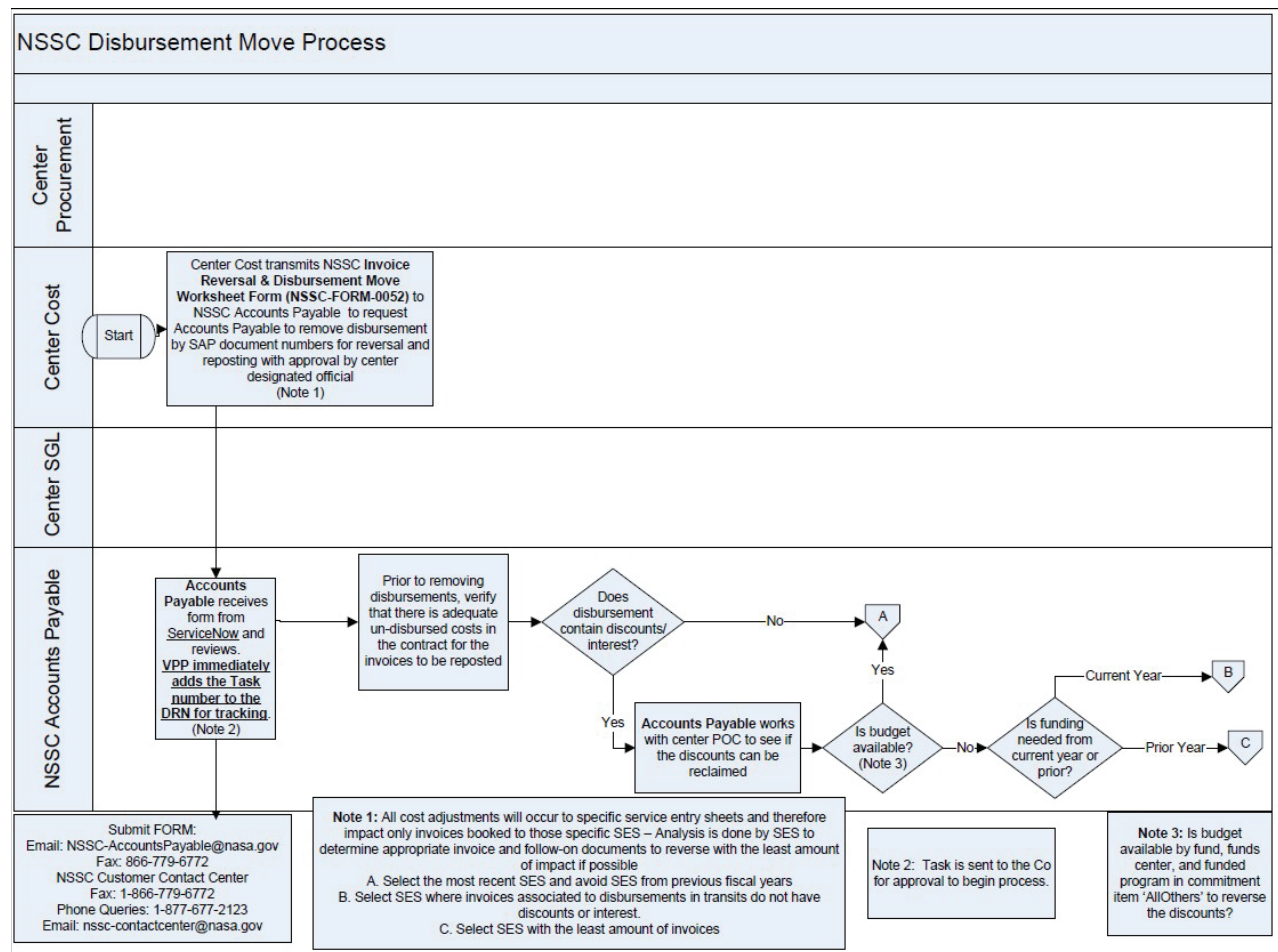 NSSC Disbursement Move Process
Center
Procurement
Center Cost
Start
Center Cost transmits NSSC Invoice
Reversal & Disbursement Move
Worksheet Form (NSSC-FORM-0052) to
NSSC Accounts Payable to request
Accounts Payable to remove disbursement
by SAP document numbers for reversal and
reposting with approval by center
designated official
(Note 1)
Center SGL
NSSC Accounts Payable
Accounts
Payable receives
form from
ServiceNow and
reviews.
VPP immediately
adds the Task
number to the
DRN for tracking.
(Note 2)
Prior to removing
disbursements, verify
that there is adequate
un-disbursed costs in
the contract for the
invoices to be reposted
Does
disbursement
contain discounts/
interest?
No
A
Yes
Accounts Payable works
with center POC to see if
the discounts can be
reclaimed
Is budget
available?
(Note 3)
Yes
No
Is funding
needed from
current year or
prior?
Current Year
B
Prior Year
C
Submit FORM:
Email: NSSC-AccountsPayable@nasa.gov
Fax: 866-779-6772
NSSC Customer Contact Center
Fax: 1-866-779-6772
Phone Queries: 1-877-677-2123
Email: nssc-contactcenter@nasa.gov
Note 1: All cost adjustments will occur to specific service entry sheets and therefore
impact only invoices booked to those specific SES – Analysis is done by SES to
determine appropriate invoice and follow-on documents to reverse with the least amount
of impact if possible
A. Select the most recent SES and avoid SES from previous fiscal years
B. Select SES where invoices associated to disbursements in transits do not have
discounts or interest.
C. Select SES with the least amount of invoices
Note 2: Task is sent to the Co
for approval to begin process.
Note 3: Is budget
available by fund, funds
center, and funded
program in commitment
item ‘AllOthers’ to reverse
the discounts?